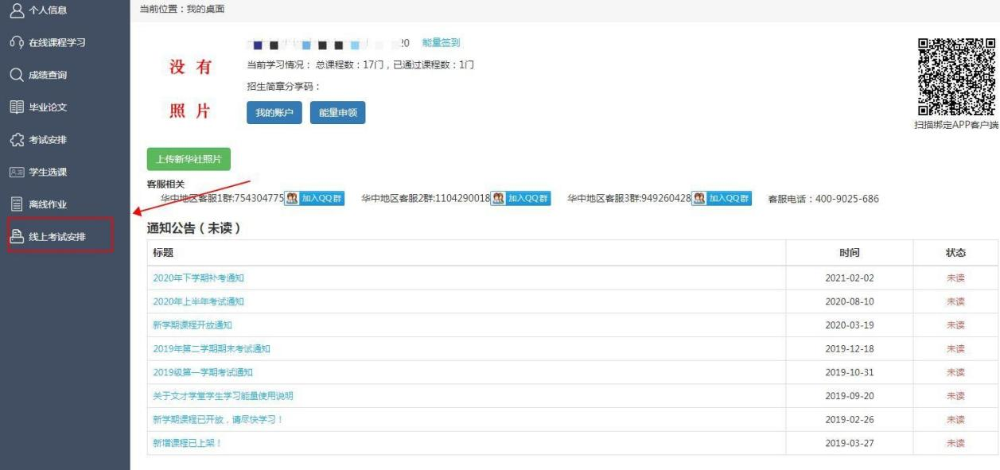 个人信息
在线课程学习
成绩查询
毕业论文
考试安排
学生选课
离线作业
线上考试安排
当前位置：我的桌面
没 有
照 片
20 能量签到
当前学习情况： 总课程数：17门，已通过课程数：1门
招生简章分享码：
我的账户 能量申领
扫描绑定APP客户端
上传新华社照片
客服相关
华中地区客服1群:754304775 加入QQ群 华中地区客服2群:1104290018 加入QQ群 华中地区客服3群:949260428 加入QQ群 客服电话：400-9025-686
通知公告（未读）
标题 时间 状态
2020年下学期补考通知 2021-02-02 未读
2020年上半年考试通知 2020-08-10 未读
新学期课程开放通知 2020-03-19 未读
2019年第二学期期末考试通知 2019-12-18 未读
2019级第一学期考试通知 2019-10-31 未读
关于文才学堂学生学习能量使用说明 2019-09-20 未读
新学期课程已开放，请尽快学习！ 2019-02-26 未读
新增课程已上架！ 2019-03-27 未读